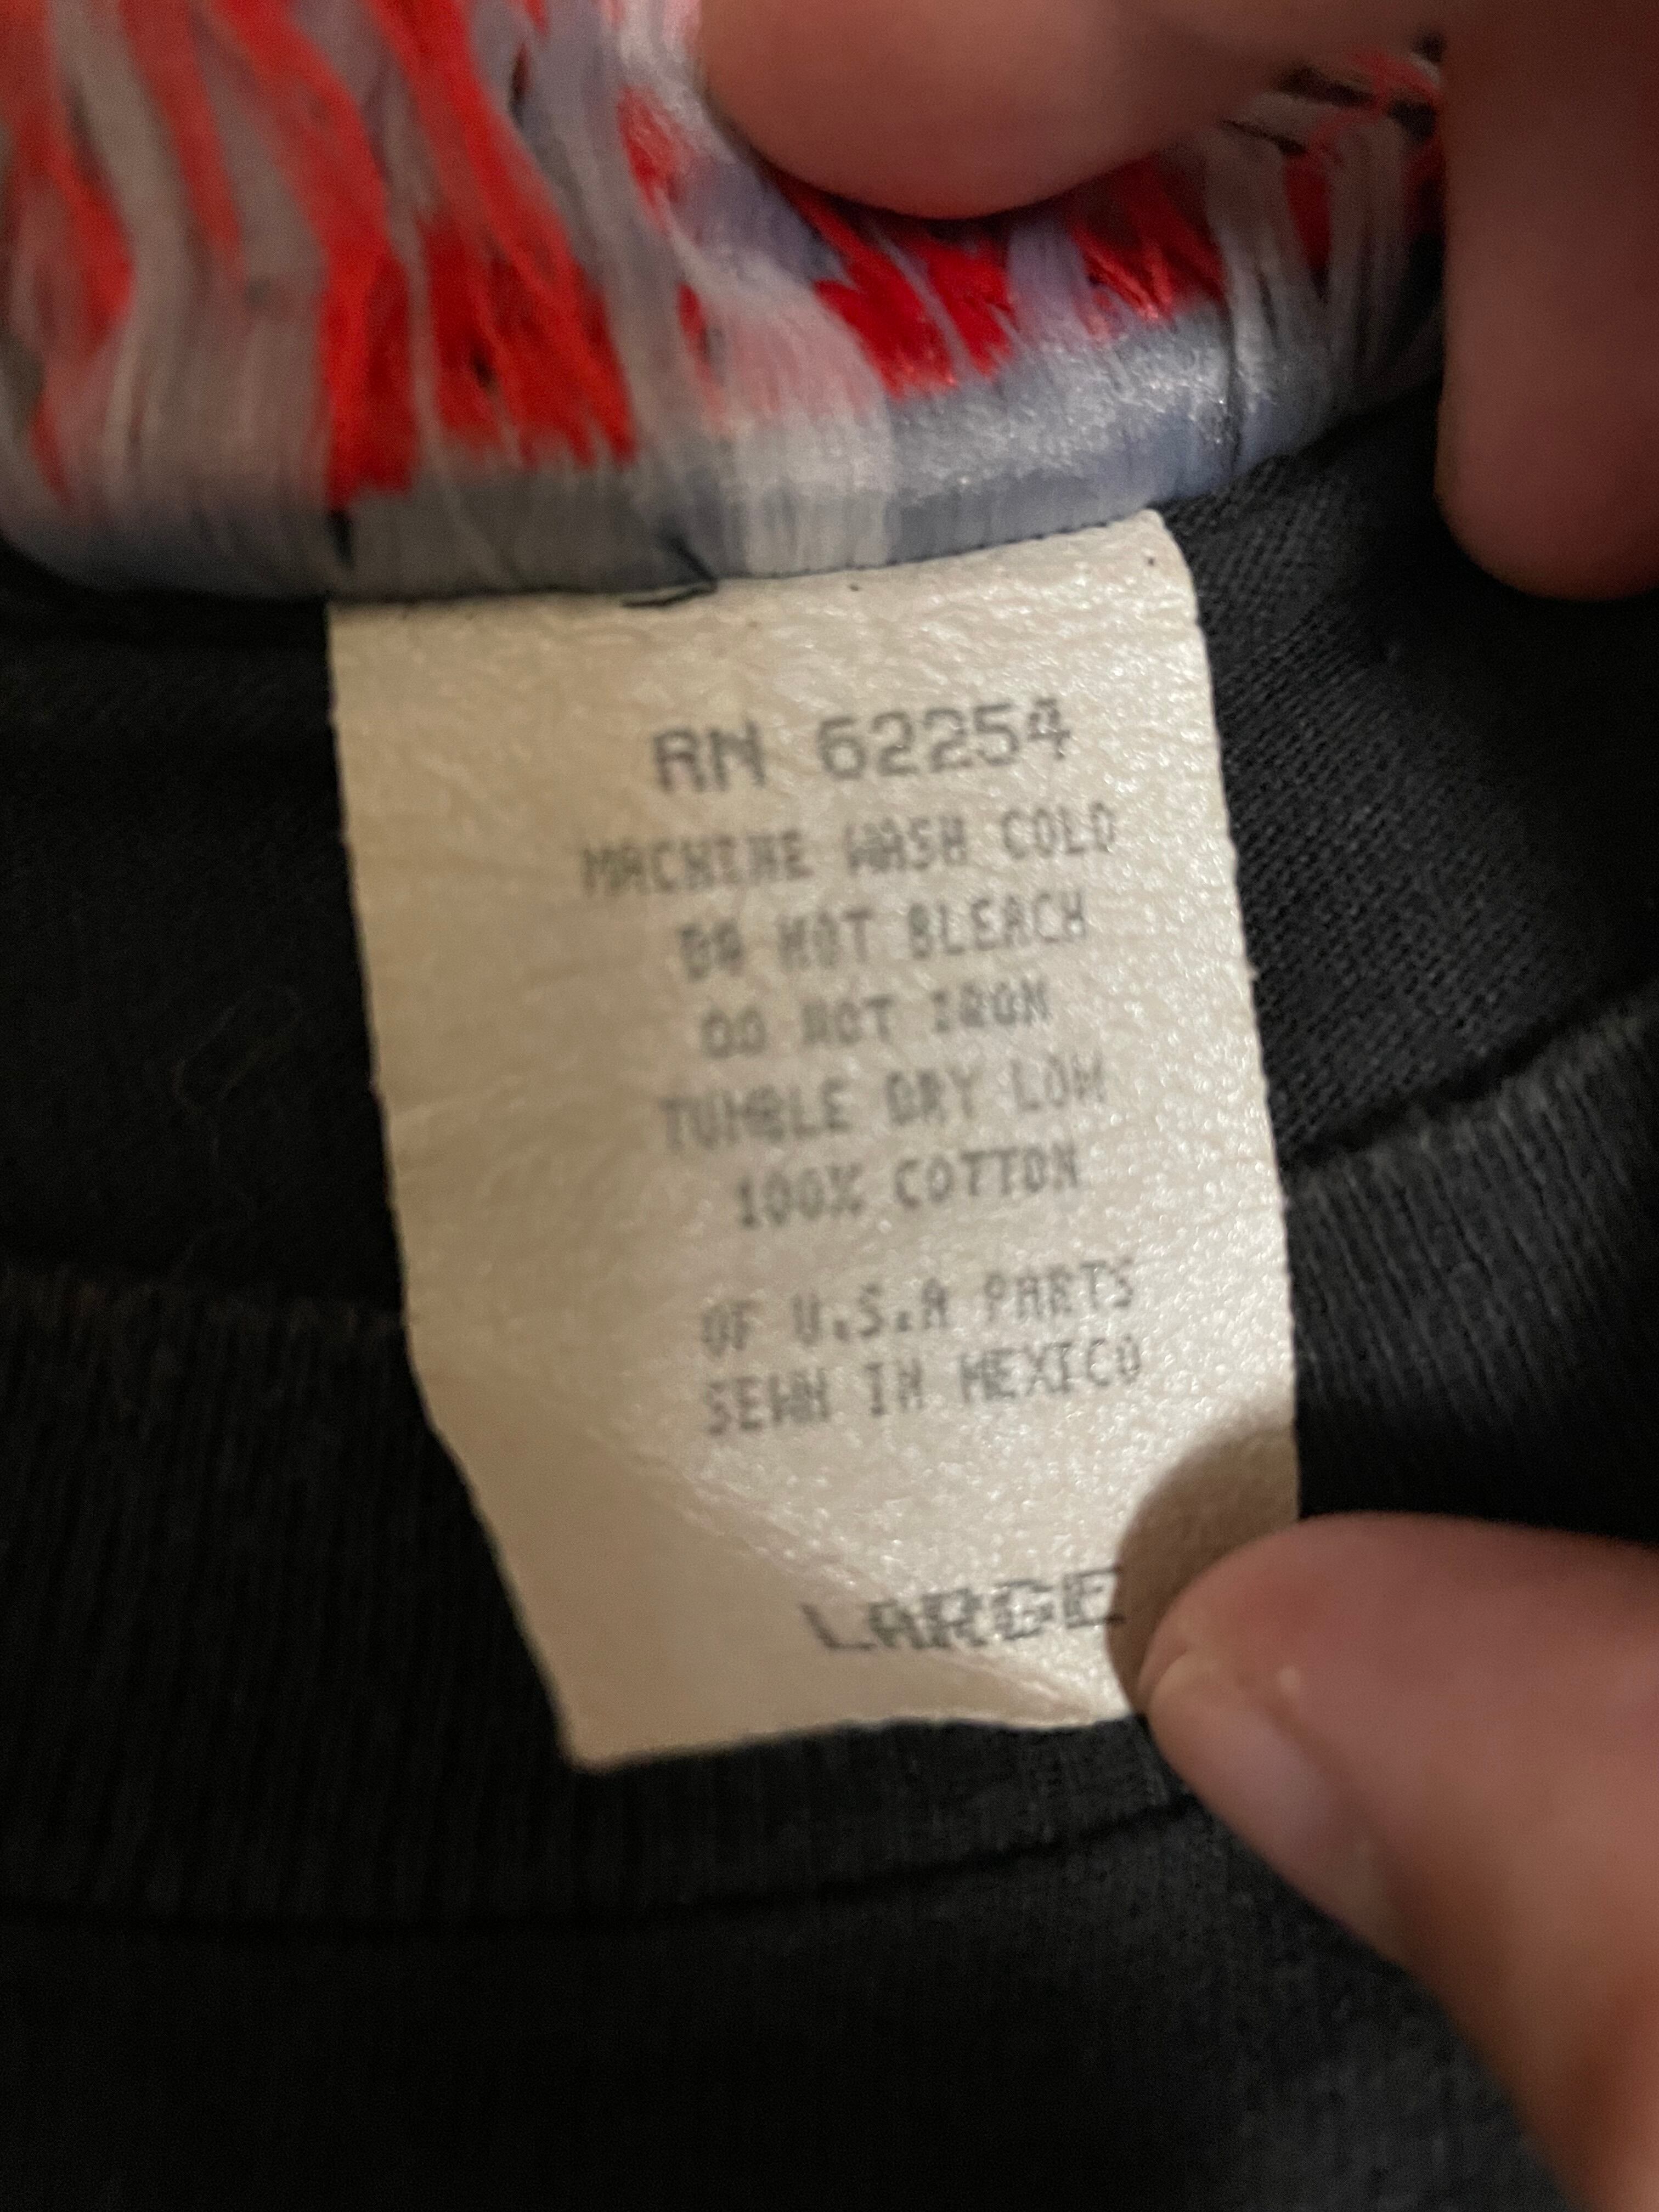 RN 62254
MACHINE WASH COLD
DO NOT BLEACH
DO NOT IRON
TUMBLE DRY LOW
100% COTTON
OF U.S.A PARTS
SEWN IN MEXICO
LARGE